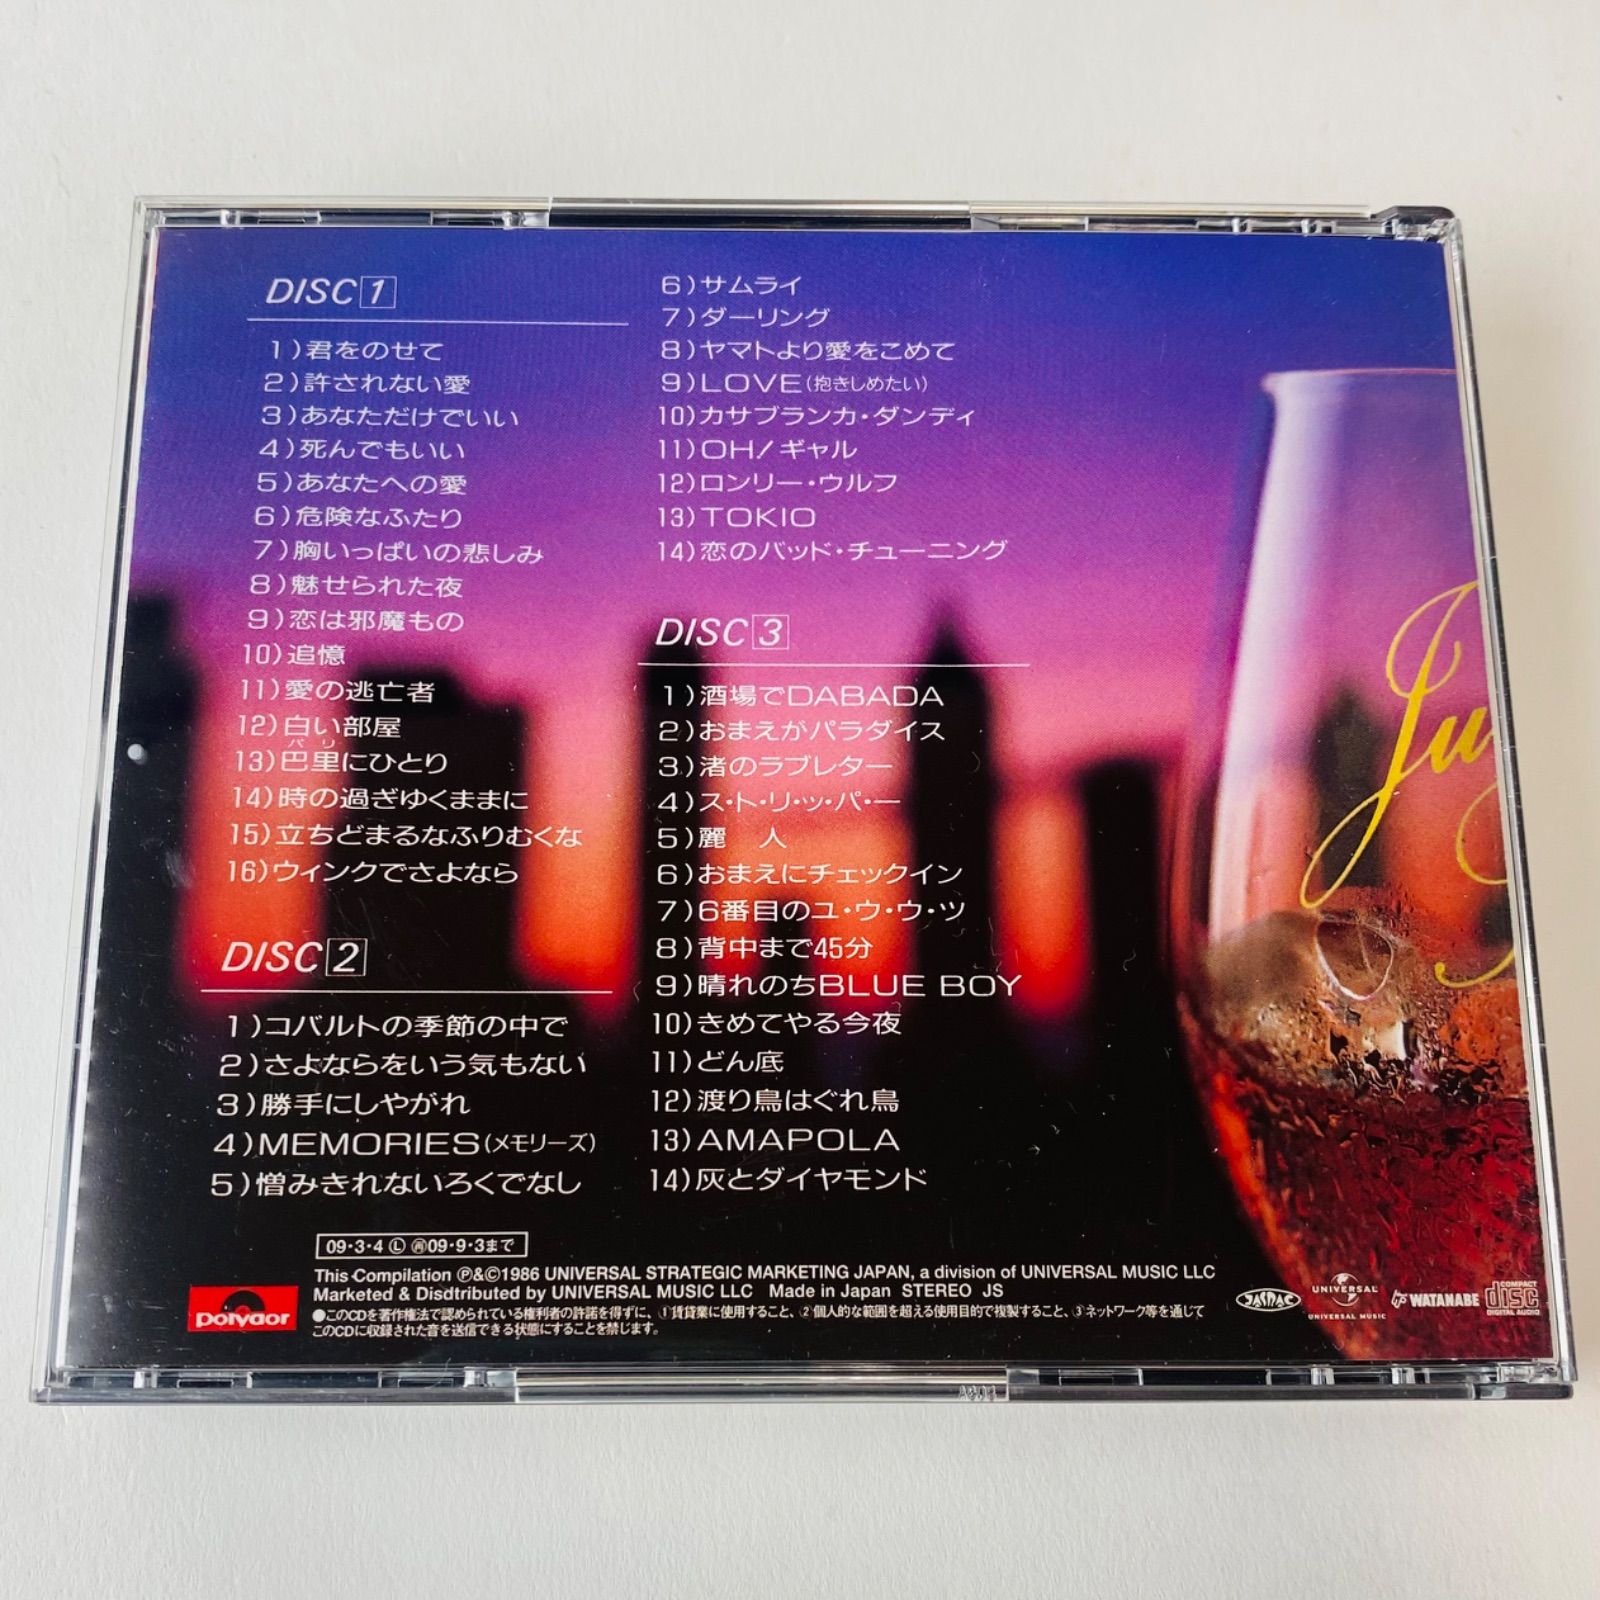 DISC 1
1)君をのせて
2)許されない愛
3)あなただけでいい
4)死んでもいい
5)あなたへの愛
6)危険なふたり
7)胸いっぱいの悲しみ
8)魅せられた夜
9)恋は邪魔もの
10)追憶
11)愛の逃亡者
12)白い部屋
パリ
13)巴里にひとり
14)時の過ぎゆくままに
15)立ちどまるなふりむくな
16)ウィンクでさよなら
DISC 2
1)コバルトの季節の中で
2)さよならをいう気もない
3)勝手にしやがれ
4)MEMORIES(メモリーズ)
5)憎みきれないろくでなし
6)サムライ
7)ダーリング
8)ヤマトより愛をこめて
9)LOVE(抱きしめたい)
10)カサブランカ・ダンディ
11)OH!ギャル
12)ロンリー・ウルフ
13)TOKIO
14)恋のバッド・チューニング
DISC 3
1)酒場でDABADA
2)おまえがパラダイス
3)渚のラブレター
4)ス・ト・リ・ッ・パ・ー
5)麗　人
6)おまえにチェックイン
7)6番目のユ・ウ・ウ・ツ
8)背中まで45分
9)晴れのちBLUE BOY
10)きめてやる今夜
11)どん底
12)渡り鳥はぐれ鳥
13)AMAPOLA
14)灰とダイヤモンド
Ju
09・3・4 Ⓛ ㋐09・9・3まで
This Compilation ℗&©1986 UNIVERSAL STRATEGIC MARKETING JAPAN, a division of UNIVERSAL MUSIC LLC
Marketed & Disdtributed by UNIVERSAL MUSIC LLC Made in Japan STEREO JS
●このCDを著作権法で認められている権利者の許諾を得ずに、①賃貸業に使用すること、②個人的な範囲を超える使用目的で複製すること、③ネットワーク等を通じて
このCDに収録された音を送信できる状態にすることを禁じます。
Polydor
JASRAC
UNIVERSAL
UNIVERSAL MUSIC
WATANABE
COMPACT
disc
DIGITAL AUDIO